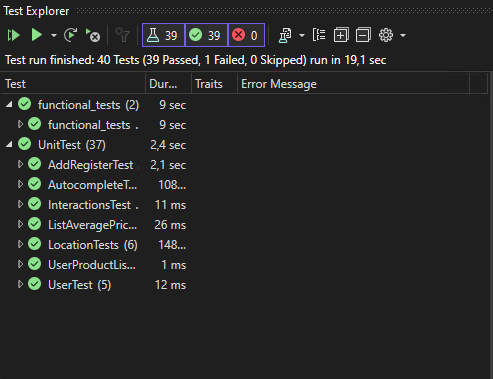 Test Explorer
39 39 0
Test run finished: 40 Tests (39 Passed, 1 Failed, 0 Skipped) run in 19,1 sec
Test Dur... Traits Error Message
functional_tests (2) 9 sec
functional_tests . 9 sec
UnitTest (37) 2,4 sec
AddRegisterTest . 2,1 sec
AutocompleteT... 108...
InteractionsTest . 11 ms
ListAveragePric... 26 ms
LocationTests (6) 148...
UserProductLis... 1 ms
UserTest (5) 12 ms